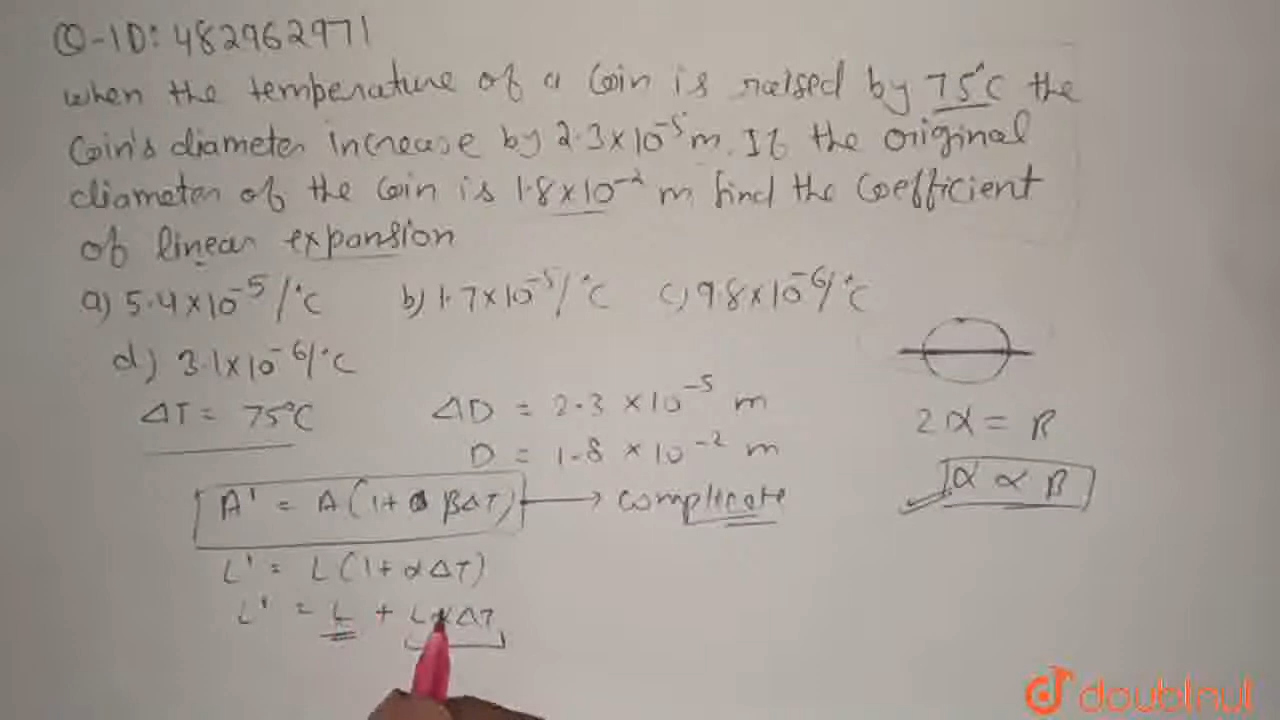 Q-ID: 482962971
when the temperature of a Coin is raised by 75°C the
Coin's diameter increase by 2.3×10⁻⁵ m. If the original
diameter of the Coin is 1.8×10⁻² m find the Coefficient
of linear expansion
a) 5.4×10⁻⁵/°C b) 1.7×10⁻⁵/°C c) 9.8×10⁻⁶/°C
d) 3.1×10⁻⁶/°C
ΔT = 75°C ΔD = 2.3 ×10⁻⁵ m
D = 1.8 ×10⁻² m
2α = β
α ∝ β
A' = A(1+ βΔT) → Complicate
L' = L(1+αΔT)
L' = L + LαΔT
doubtnut